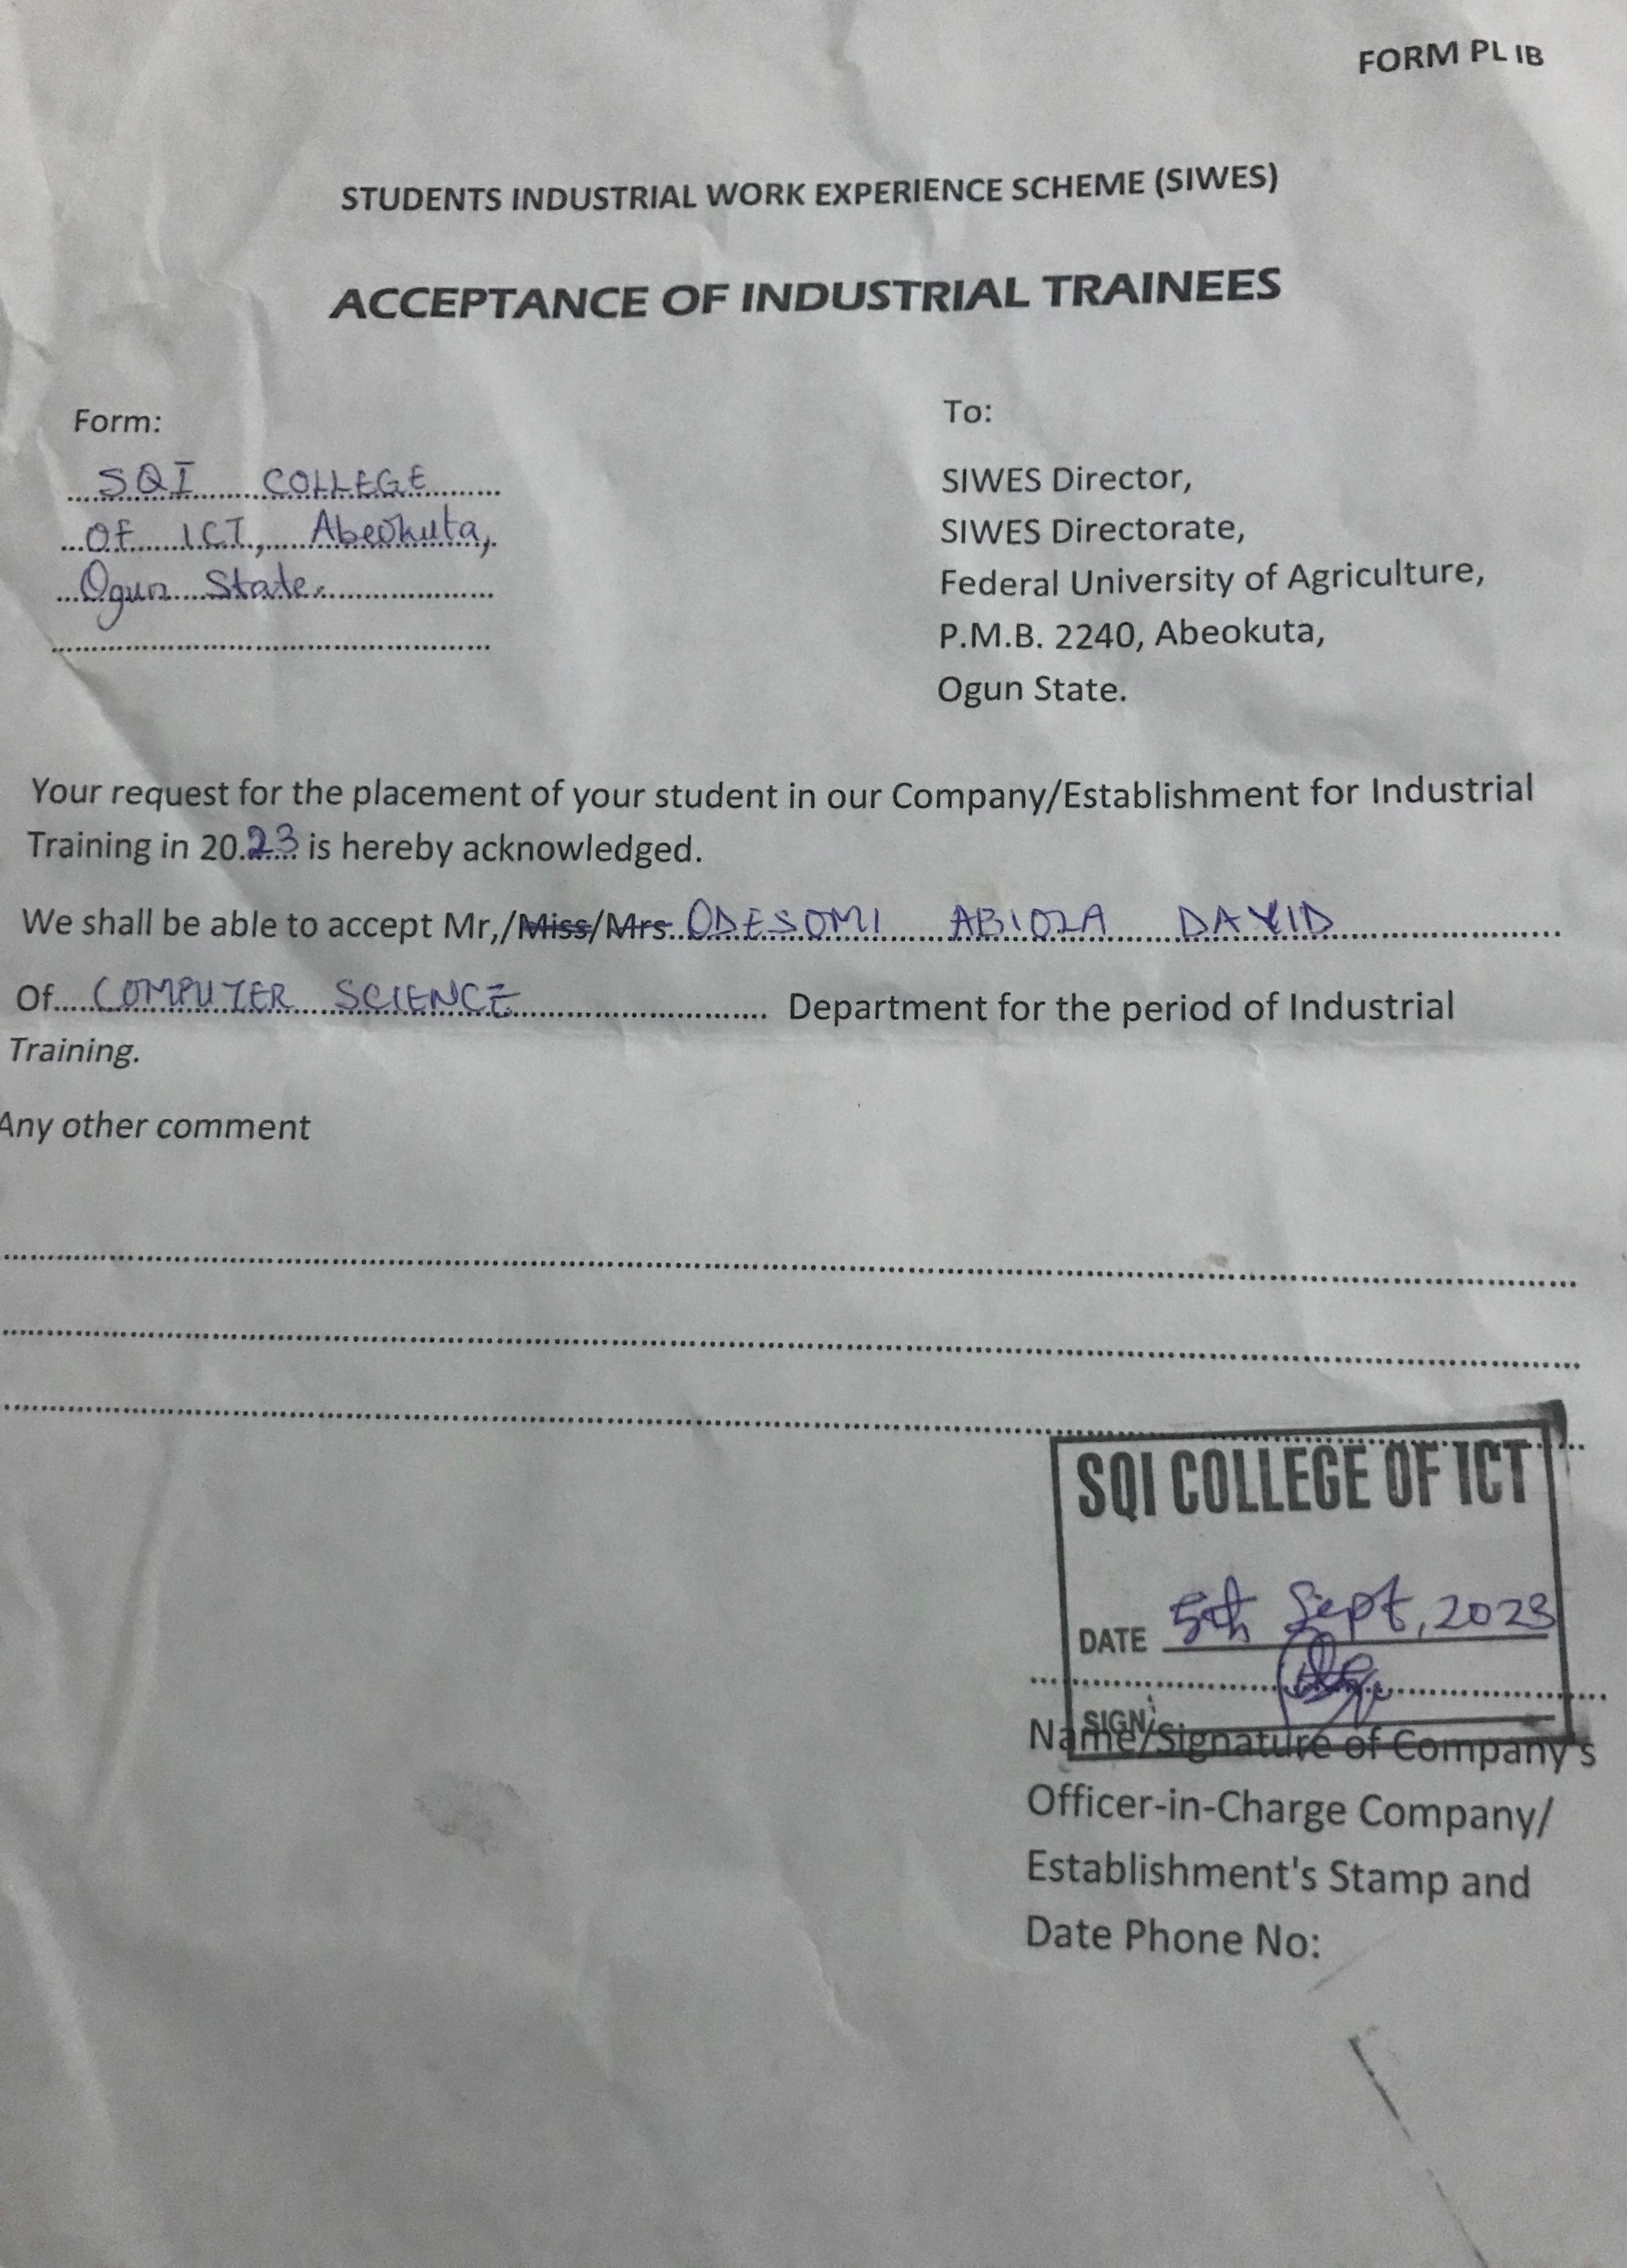 FORM PL IB
STUDENTS INDUSTRIAL WORK EXPERIENCE SCHEME (SIWES)
ACCEPTANCE OF INDUSTRIAL TRAINEES
Form:
SQI COLLEGE
OF ICT, Abeokuta,
Ogun State.
To:
SIWES Director,
SIWES Directorate,
Federal University of Agriculture,
P.M.B. 2240, Abeokuta,
Ogun State.
Your request for the placement of your student in our Company/Establishment for Industrial
Training in 20.23 is hereby acknowledged.
We shall be able to accept Mr,/Miss/Mrs ODESOMI ABIOLA DAVID
Of COMPUTER SCIENCE Department for the period of Industrial
Training.
Any other comment
SQI COLLEGE OF ICT
DATE 5th Sept, 2023
SIGN
Name/Signature of Company's
Officer-in-Charge Company/
Establishment's Stamp and
Date Phone No: